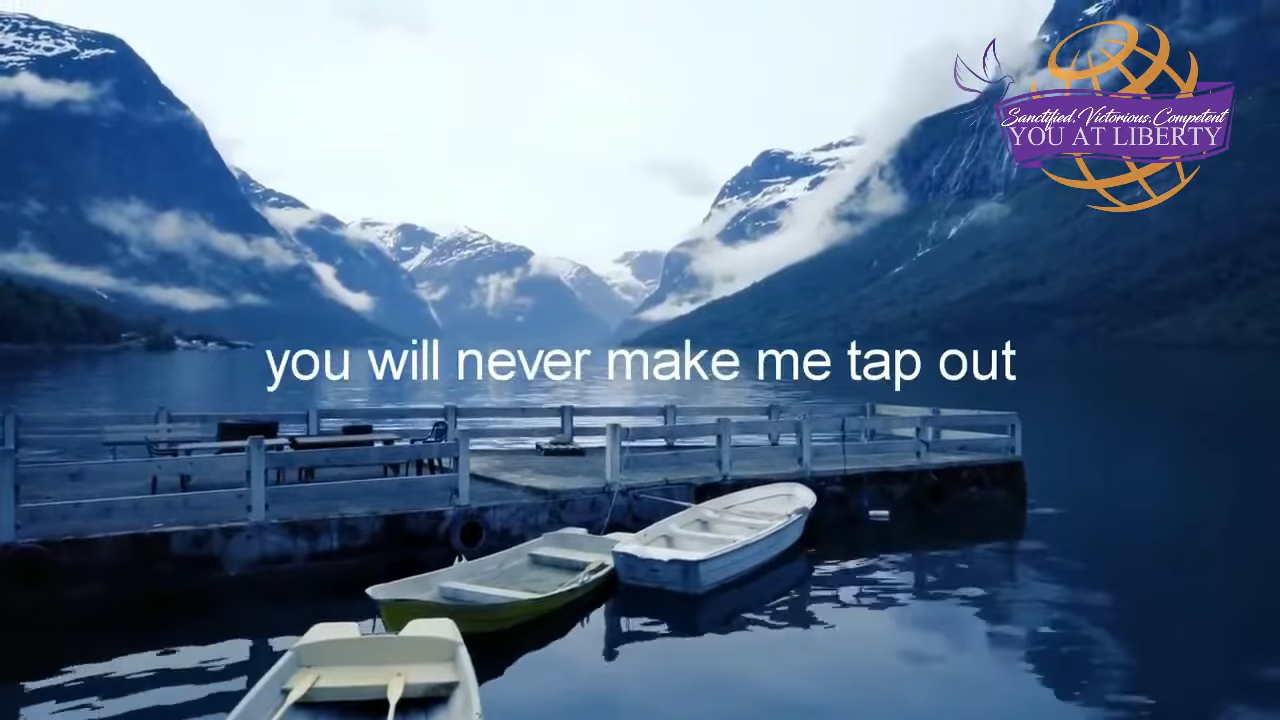 Sanctified. Victorious. Competent
YOU AT LIBERTY
you will never make me tap out